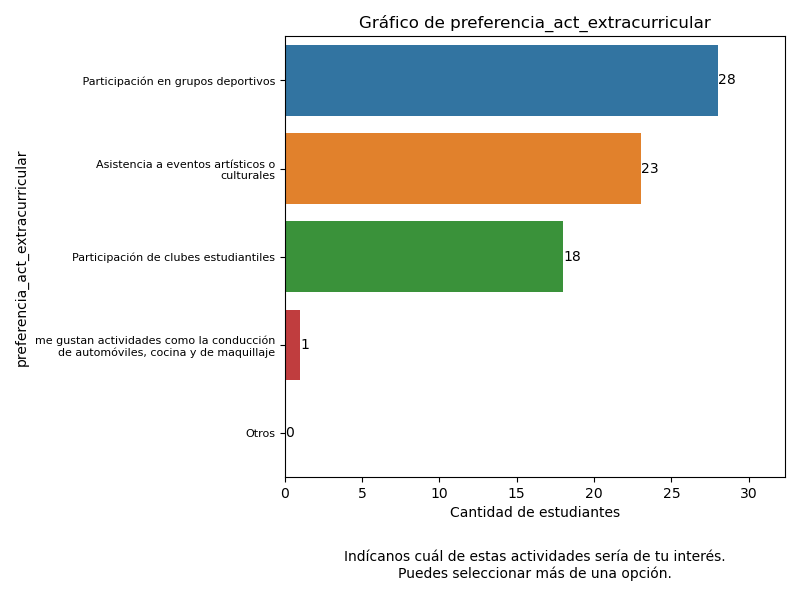 Gráfico de preferencia_act_extracurricular
Participación en grupos deportivos
28
Asistencia a eventos artísticos o
culturales
23
Participación de clubes estudiantiles
18
me gustan actividades como la conducción
de automóviles, cocina y de maquillaje
1
Otros
0
preferencia_act_extracurricular
0 5 10 15 20 25 30
Cantidad de estudiantes
Indícanos cuál de estas actividades sería de tu interés.
Puedes seleccionar más de una opción.